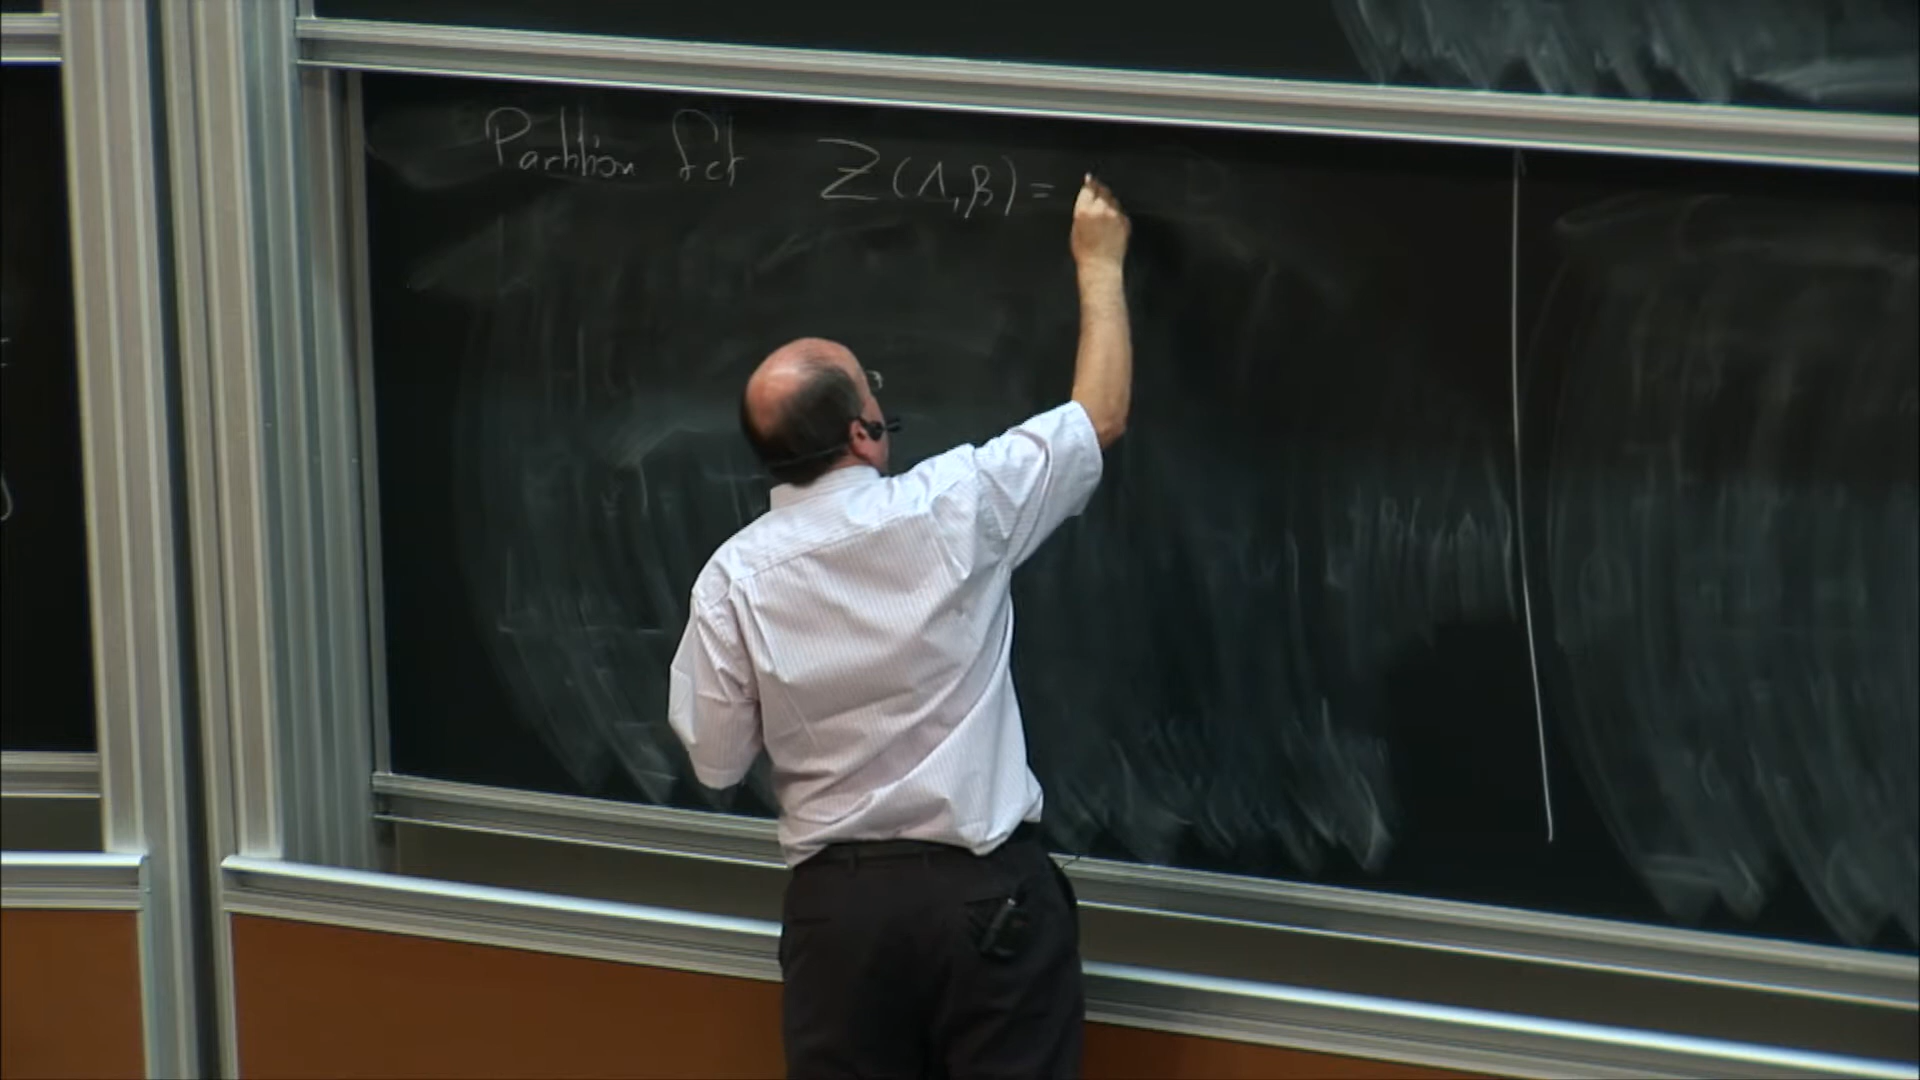 Partition fct Z(Λ,β) =